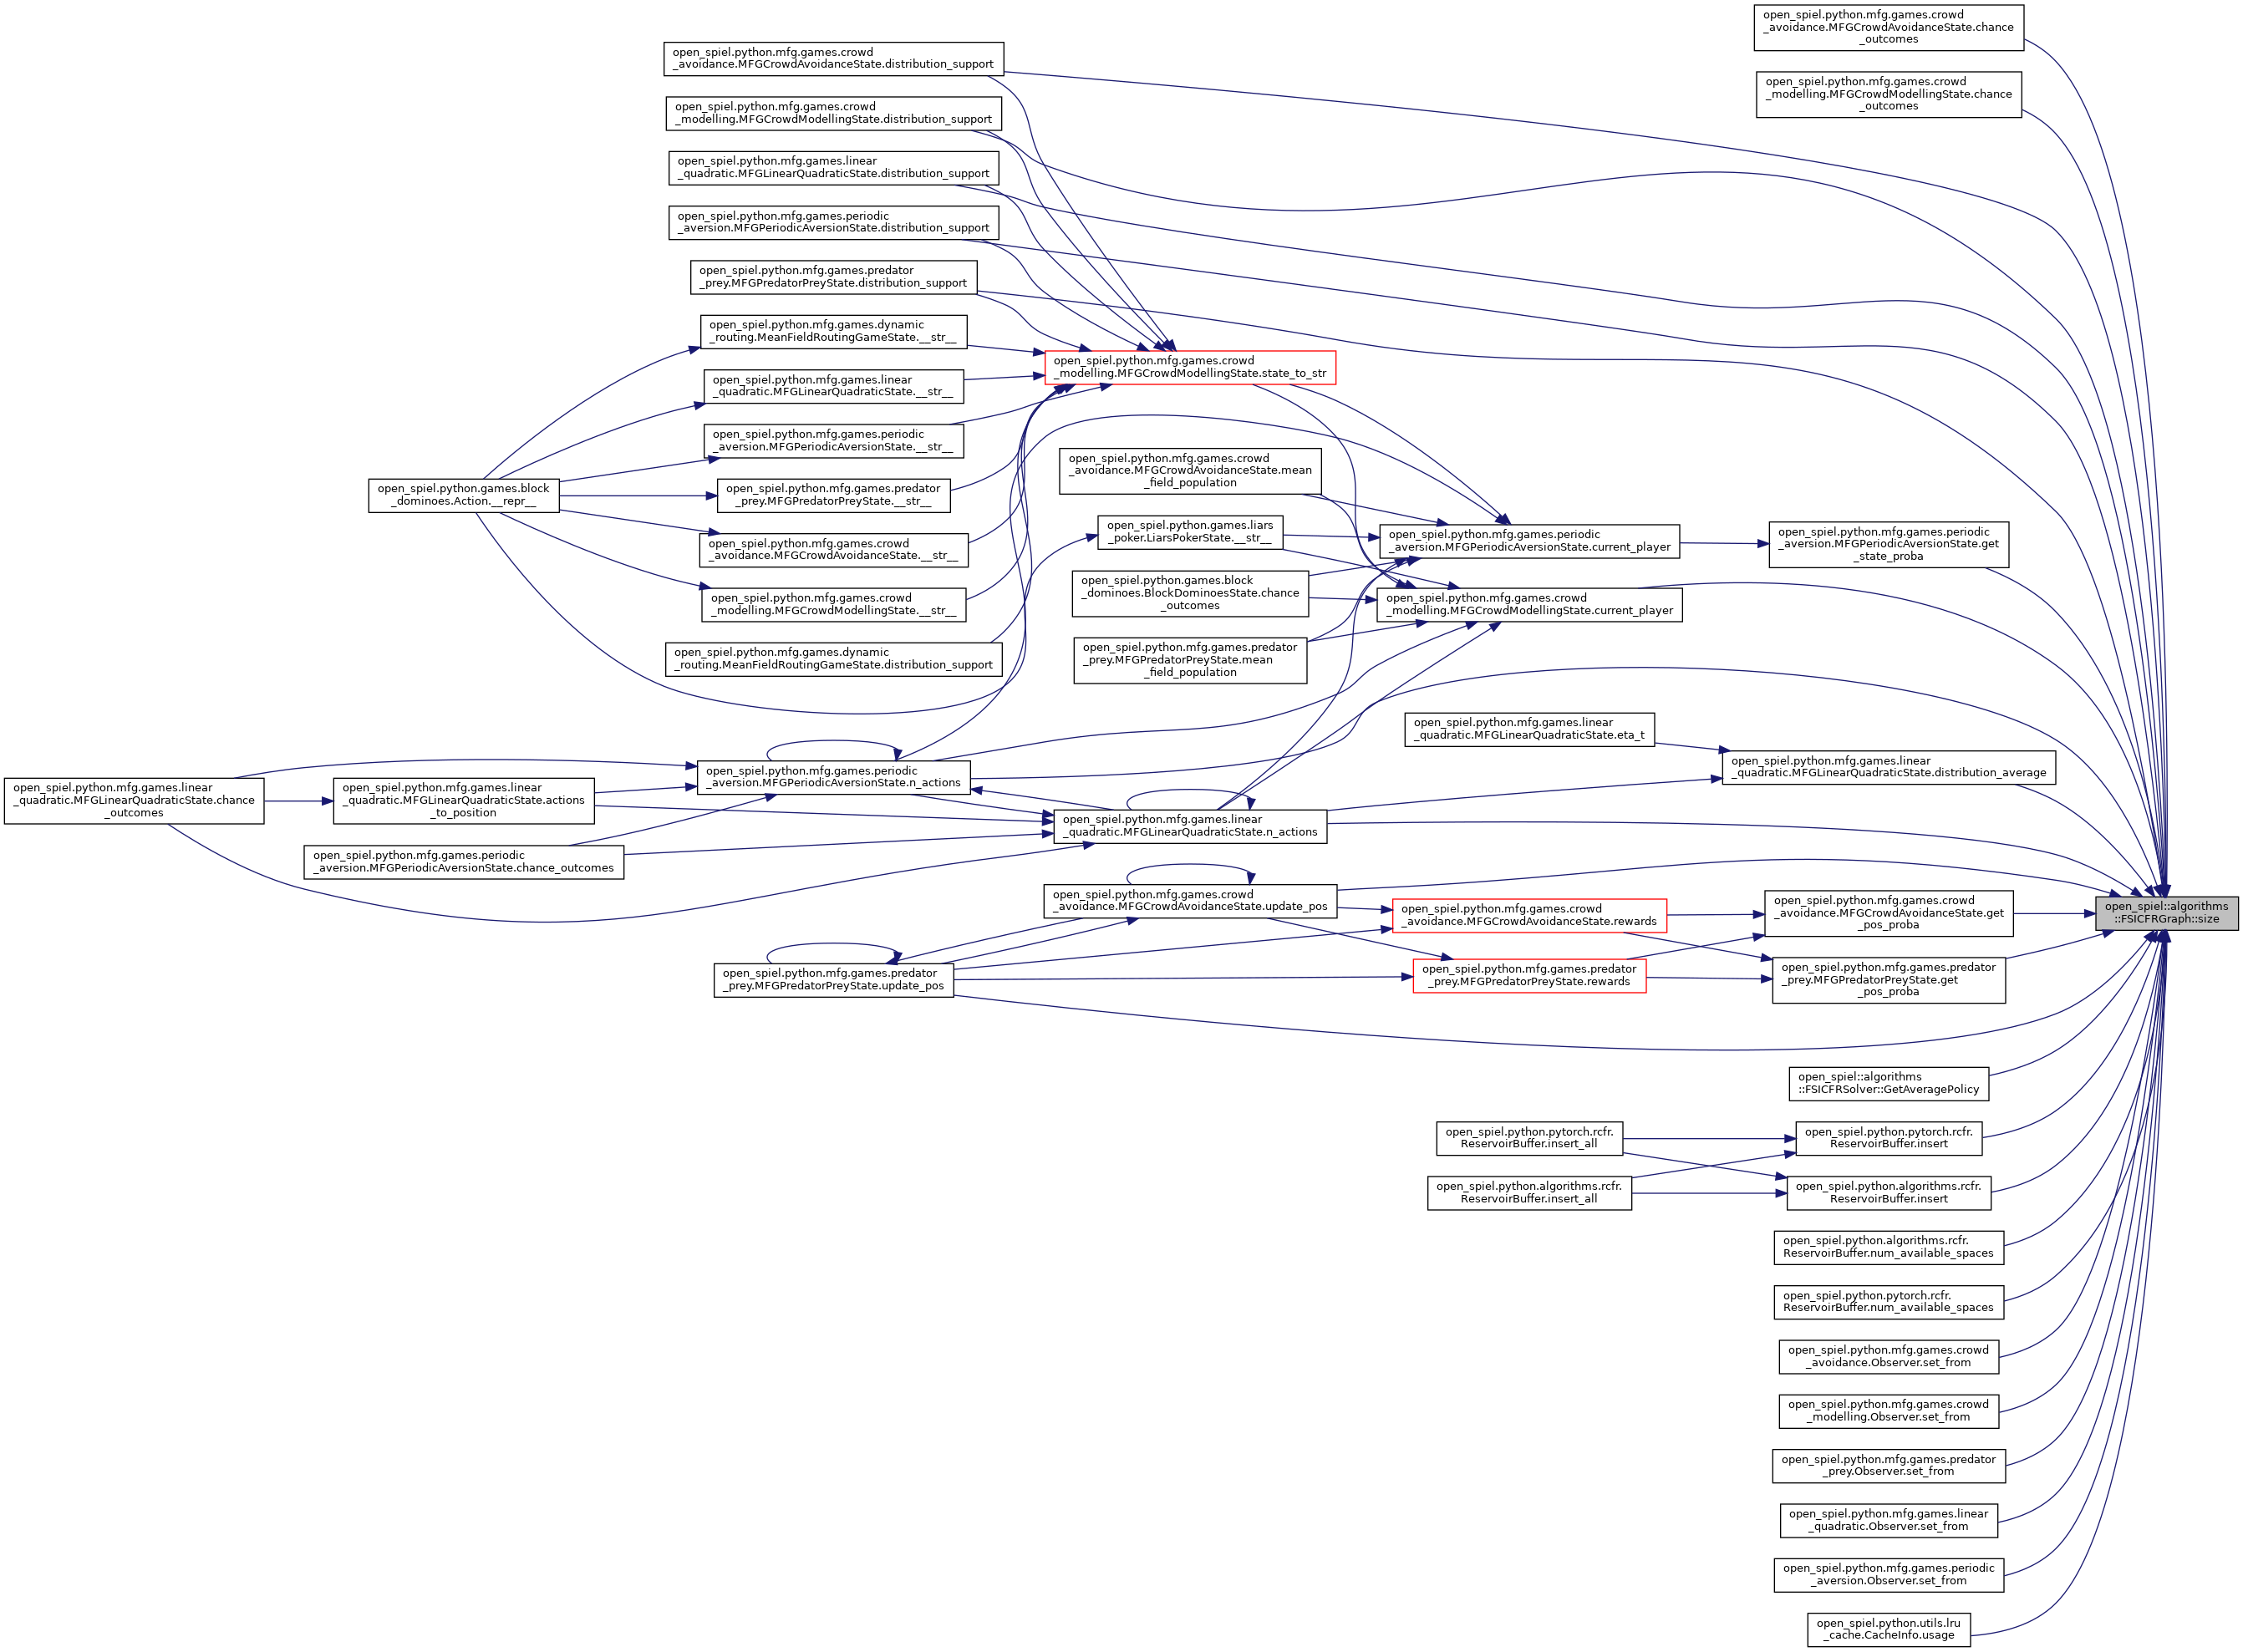 open_spiel.python.mfg.games.crowd
_avoidance.MFGCrowdAvoidanceState.chance
_outcomes
open_spiel.python.mfg.games.crowd
_modelling.MFGCrowdModellingState.chance
_outcomes
open_spiel.python.mfg.games.crowd
_avoidance.MFGCrowdAvoidanceState.distribution_support
open_spiel.python.mfg.games.crowd
_modelling.MFGCrowdModellingState.distribution_support
open_spiel.python.mfg.games.linear
_quadratic.MFGLinearQuadraticState.distribution_support
open_spiel.python.mfg.games.periodic
_aversion.MFGPeriodicAversionState.distribution_support
open_spiel.python.mfg.games.predator
_prey.MFGPredatorPreyState.distribution_support
open_spiel.python.mfg.games.dynamic
_routing.MeanFieldRoutingGameState.__str__
open_spiel.python.mfg.games.crowd
_modelling.MFGCrowdModellingState.state_to_str
open_spiel.python.mfg.games.linear
_quadratic.MFGLinearQuadraticState.__str__
open_spiel.python.mfg.games.periodic
_aversion.MFGPeriodicAversionState.__str__
open_spiel.python.games.block
_dominoes.Action.__repr__
open_spiel.python.mfg.games.predator
_prey.MFGPredatorPreyState.__str__
open_spiel.python.mfg.games.crowd
_avoidance.MFGCrowdAvoidanceState.__str__
open_spiel.python.mfg.games.crowd
_modelling.MFGCrowdModellingState.__str__
open_spiel.python.mfg.games.dynamic
_routing.MeanFieldRoutingGameState.distribution_support
open_spiel.python.mfg.games.crowd
_avoidance.MFGCrowdAvoidanceState.mean
_field_population
open_spiel.python.games.liars
_poker.LiarsPokerState.__str__
open_spiel.python.games.block
_dominoes.BlockDominoesState.chance
_outcomes
open_spiel.python.mfg.games.predator
_prey.MFGPredatorPreyState.mean
_field_population
open_spiel.python.mfg.games.periodic
_aversion.MFGPeriodicAversionState.current_player
open_spiel.python.mfg.games.crowd
_modelling.MFGCrowdModellingState.current_player
open_spiel.python.mfg.games.periodic
_aversion.MFGPeriodicAversionState.get
_state_proba
open_spiel.python.mfg.games.linear
_quadratic.MFGLinearQuadraticState.eta_t
open_spiel.python.mfg.games.linear
_quadratic.MFGLinearQuadraticState.distribution_average
open_spiel.python.mfg.games.linear
_quadratic.MFGLinearQuadraticState.chance
_outcomes
open_spiel.python.mfg.games.linear
_quadratic.MFGLinearQuadraticState.actions
_to_position
open_spiel.python.mfg.games.periodic
_aversion.MFGPeriodicAversionState.n_actions
open_spiel.python.mfg.games.linear
_quadratic.MFGLinearQuadraticState.n_actions
open_spiel.python.mfg.games.periodic
_aversion.MFGPeriodicAversionState.chance_outcomes
open_spiel.python.mfg.games.crowd
_avoidance.MFGCrowdAvoidanceState.update_pos
open_spiel.python.mfg.games.crowd
_avoidance.MFGCrowdAvoidanceState.rewards
open_spiel.python.mfg.games.crowd
_avoidance.MFGCrowdAvoidanceState.get
_pos_proba
open_spiel::algorithms
::FSICFRGraph::size
open_spiel.python.mfg.games.predator
_prey.MFGPredatorPreyState.update_pos
open_spiel.python.mfg.games.predator
_prey.MFGPredatorPreyState.rewards
open_spiel.python.mfg.games.predator
_prey.MFGPredatorPreyState.get
_pos_proba
open_spiel::algorithms
::FSICFRSolver::GetAveragePolicy
open_spiel.python.pytorch.rcfr.
ReservoirBuffer.insert_all
open_spiel.python.pytorch.rcfr.
ReservoirBuffer.insert
open_spiel.python.algorithms.rcfr.
ReservoirBuffer.insert_all
open_spiel.python.algorithms.rcfr.
ReservoirBuffer.insert
open_spiel.python.algorithms.rcfr.
ReservoirBuffer.num_available_spaces
open_spiel.python.pytorch.rcfr.
ReservoirBuffer.num_available_spaces
open_spiel.python.mfg.games.crowd
_avoidance.Observer.set_from
open_spiel.python.mfg.games.crowd
_modelling.Observer.set_from
open_spiel.python.mfg.games.predator
_prey.Observer.set_from
open_spiel.python.mfg.games.linear
_quadratic.Observer.set_from
open_spiel.python.mfg.games.periodic
_aversion.Observer.set_from
open_spiel.python.utils.lru
_cache.CacheInfo.usage